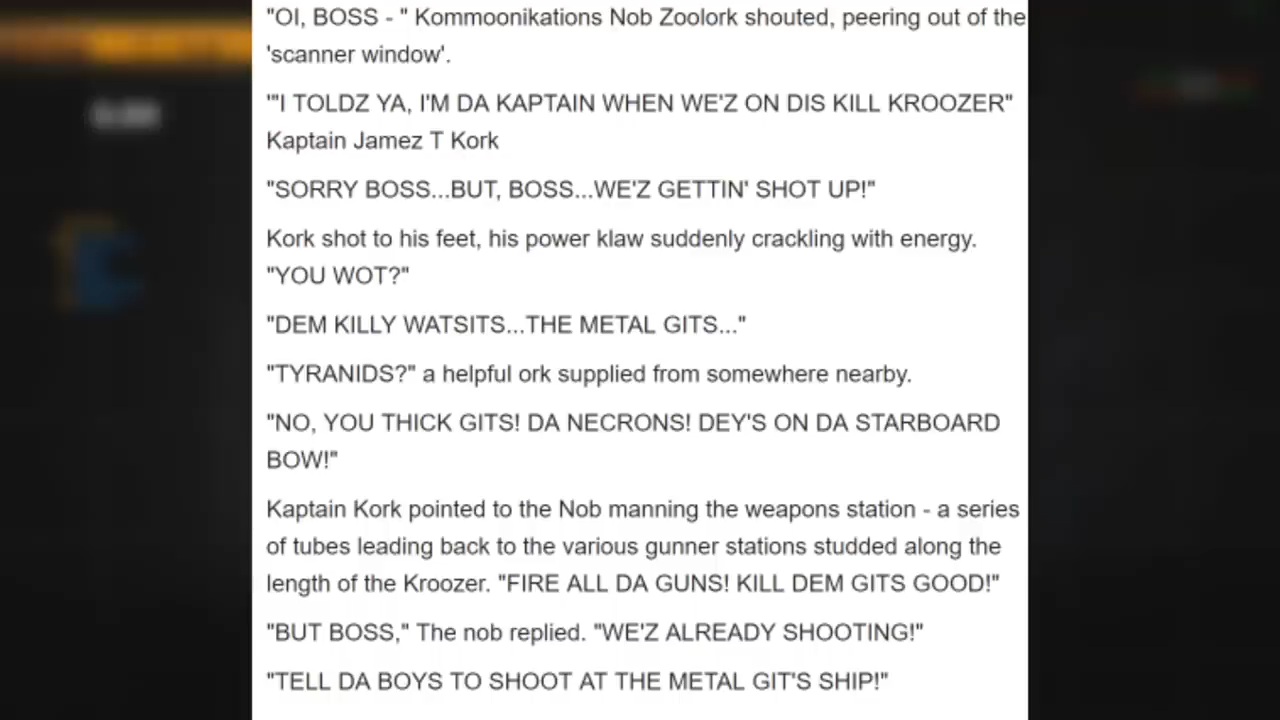 "OI, BOSS - " Kommoonikations Nob Zoolork shouted, peering out of the
'scanner window'.
"'I TOLDZ YA, I'M DA KAPTAIN WHEN WE'Z ON DIS KILL KROOZER"
Kaptain Jamez T Kork
"SORRY BOSS...BUT, BOSS...WE'Z GETTIN' SHOT UP!"
Kork shot to his feet, his power klaw suddenly crackling with energy.
"YOU WOT?"
"DEM KILLY WATSITS...THE METAL GITS..."
"TYRANIDS?" a helpful ork supplied from somewhere nearby.
"NO, YOU THICK GITS! DA NECRONS! DEY'S ON DA STARBOARD
BOW!"
Kaptain Kork pointed to the Nob manning the weapons station - a series
of tubes leading back to the various gunner stations studded along the
length of the Kroozer. "FIRE ALL DA GUNS! KILL DEM GITS GOOD!"
"BUT BOSS," The nob replied. "WE'Z ALREADY SHOOTING!"
"TELL DA BOYS TO SHOOT AT THE METAL GIT'S SHIP!"